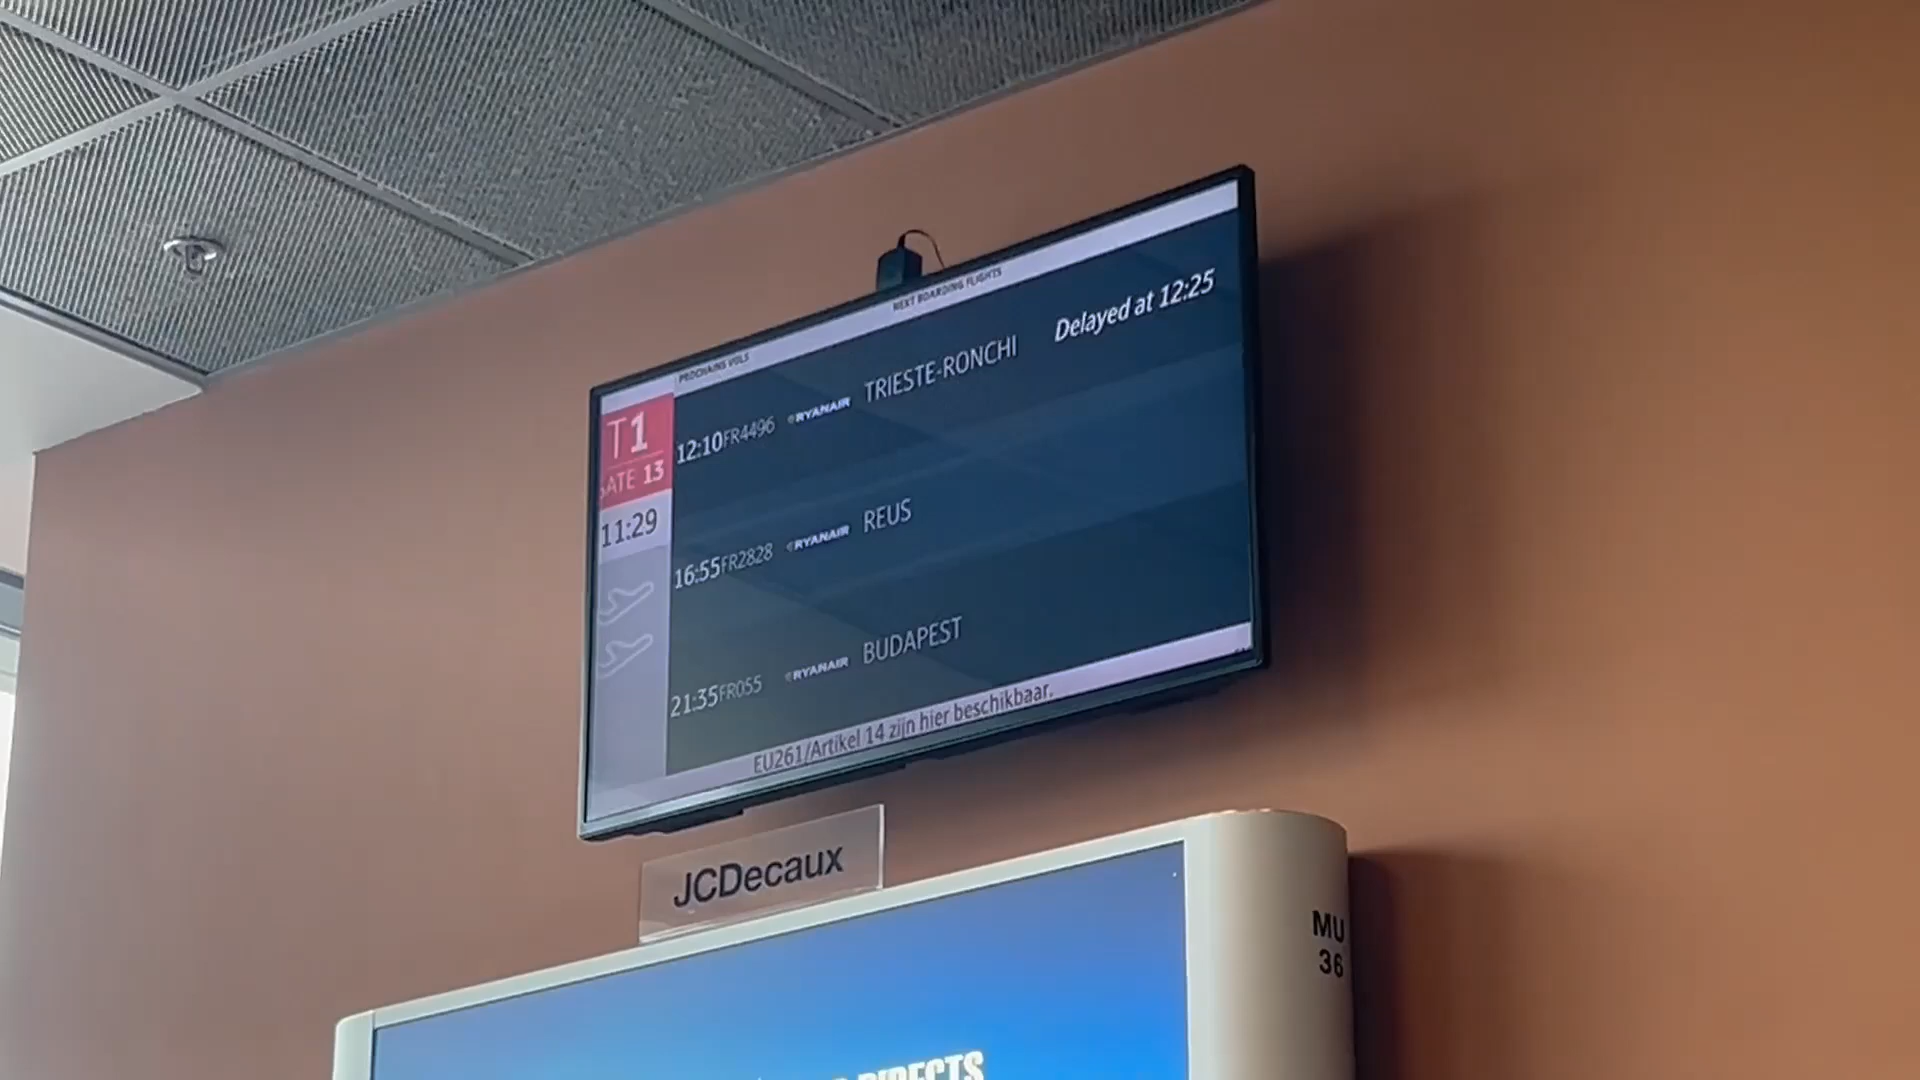 PROCHAINS VOLS NEXT BOARDING FLIGHTS
T1
GATE 13
11:29
12:10 FR4496 RYANAIR TRIESTE-RONCHI Delayed at 12:25
16:55 FR2828 RYANAIR REUS
21:35 FR055 RYANAIR BUDAPEST
EU261/Artikel 14 zijn hier beschikbaar.
JCDecaux
MU
36
DIRECTS